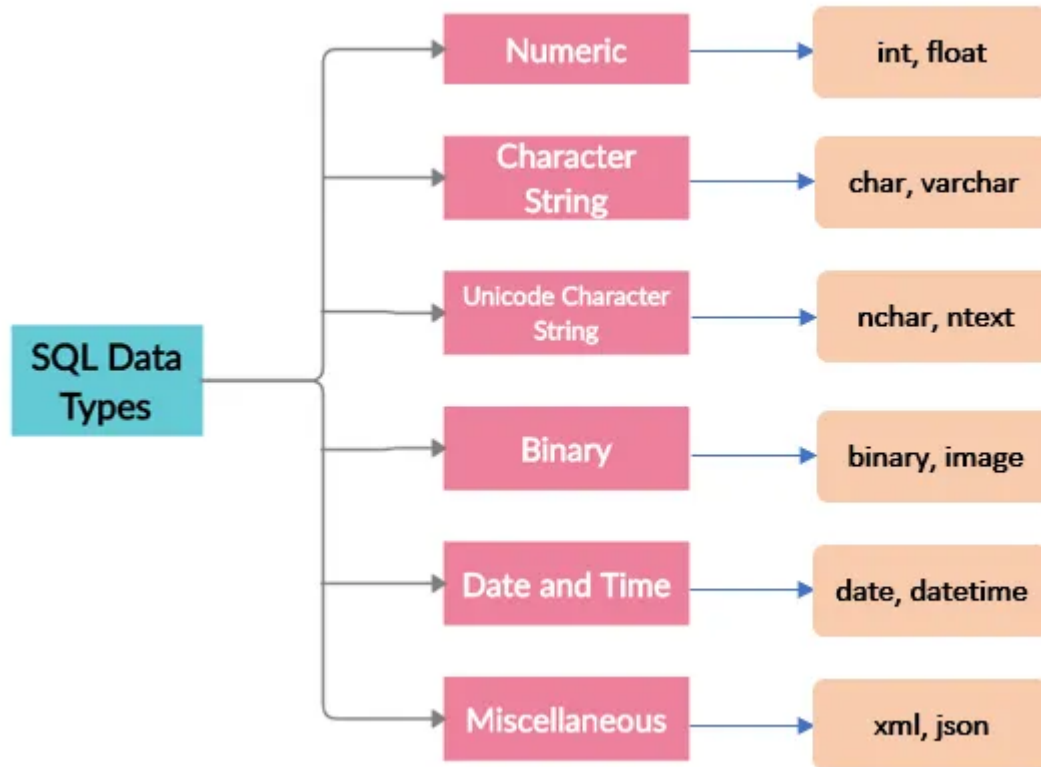 SQL Data
Types
Numeric
int, float
Character
String
char, varchar
Unicode Character
String
nchar, ntext
Binary
binary, image
Date and Time
date, datetime
Miscellaneous
xml, json